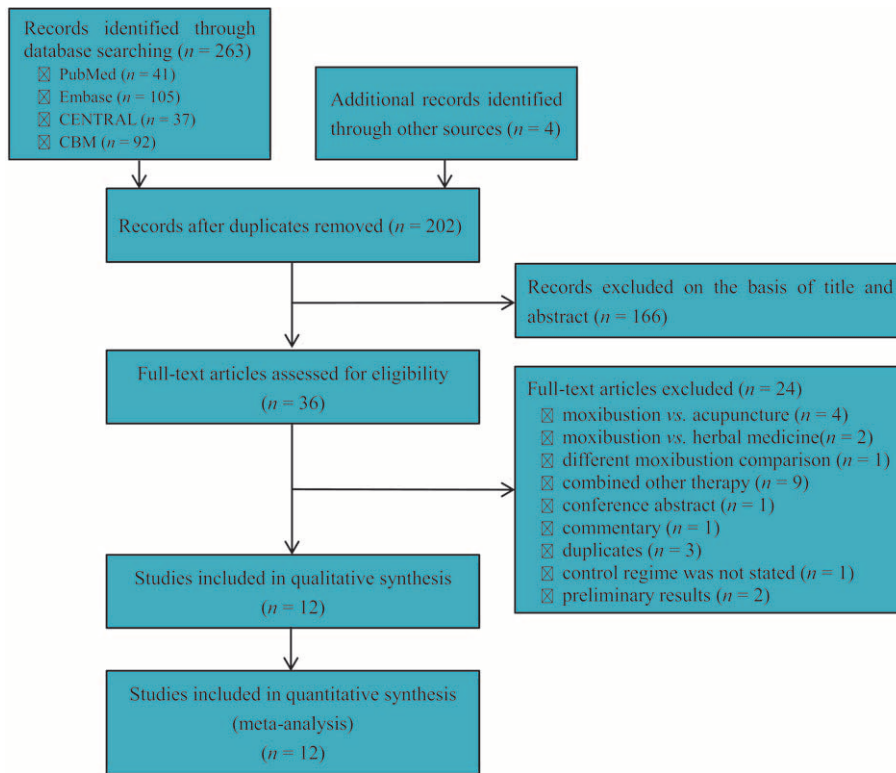 Records identified through
database searching (n = 263)
☒ PubMed (n = 41)
☒ Embase (n = 105)
☒ CENTRAL (n = 37)
☒ CBM (n = 92)
Additional records identified
through other sources (n = 4)
Records after duplicates removed (n = 202)
Records excluded on the basis of title and
abstract (n = 166)
Full-text articles assessed for eligibility
(n = 36)
Full-text articles excluded (n = 24)
☒ moxibustion vs. acupuncture (n = 4)
☒ moxibustion vs. herbal medicine(n = 2)
☒ different moxibustion comparison (n = 1)
☒ combined other therapy (n = 9)
☒ conference abstract (n = 1)
☒ commentary (n = 1)
☒ duplicates (n = 3)
☒ control regime was not stated (n = 1)
☒ preliminary results (n = 2)
Studies included in qualitative synthesis
(n = 12)
Studies included in quantitative synthesis
(meta-analysis)
(n = 12)